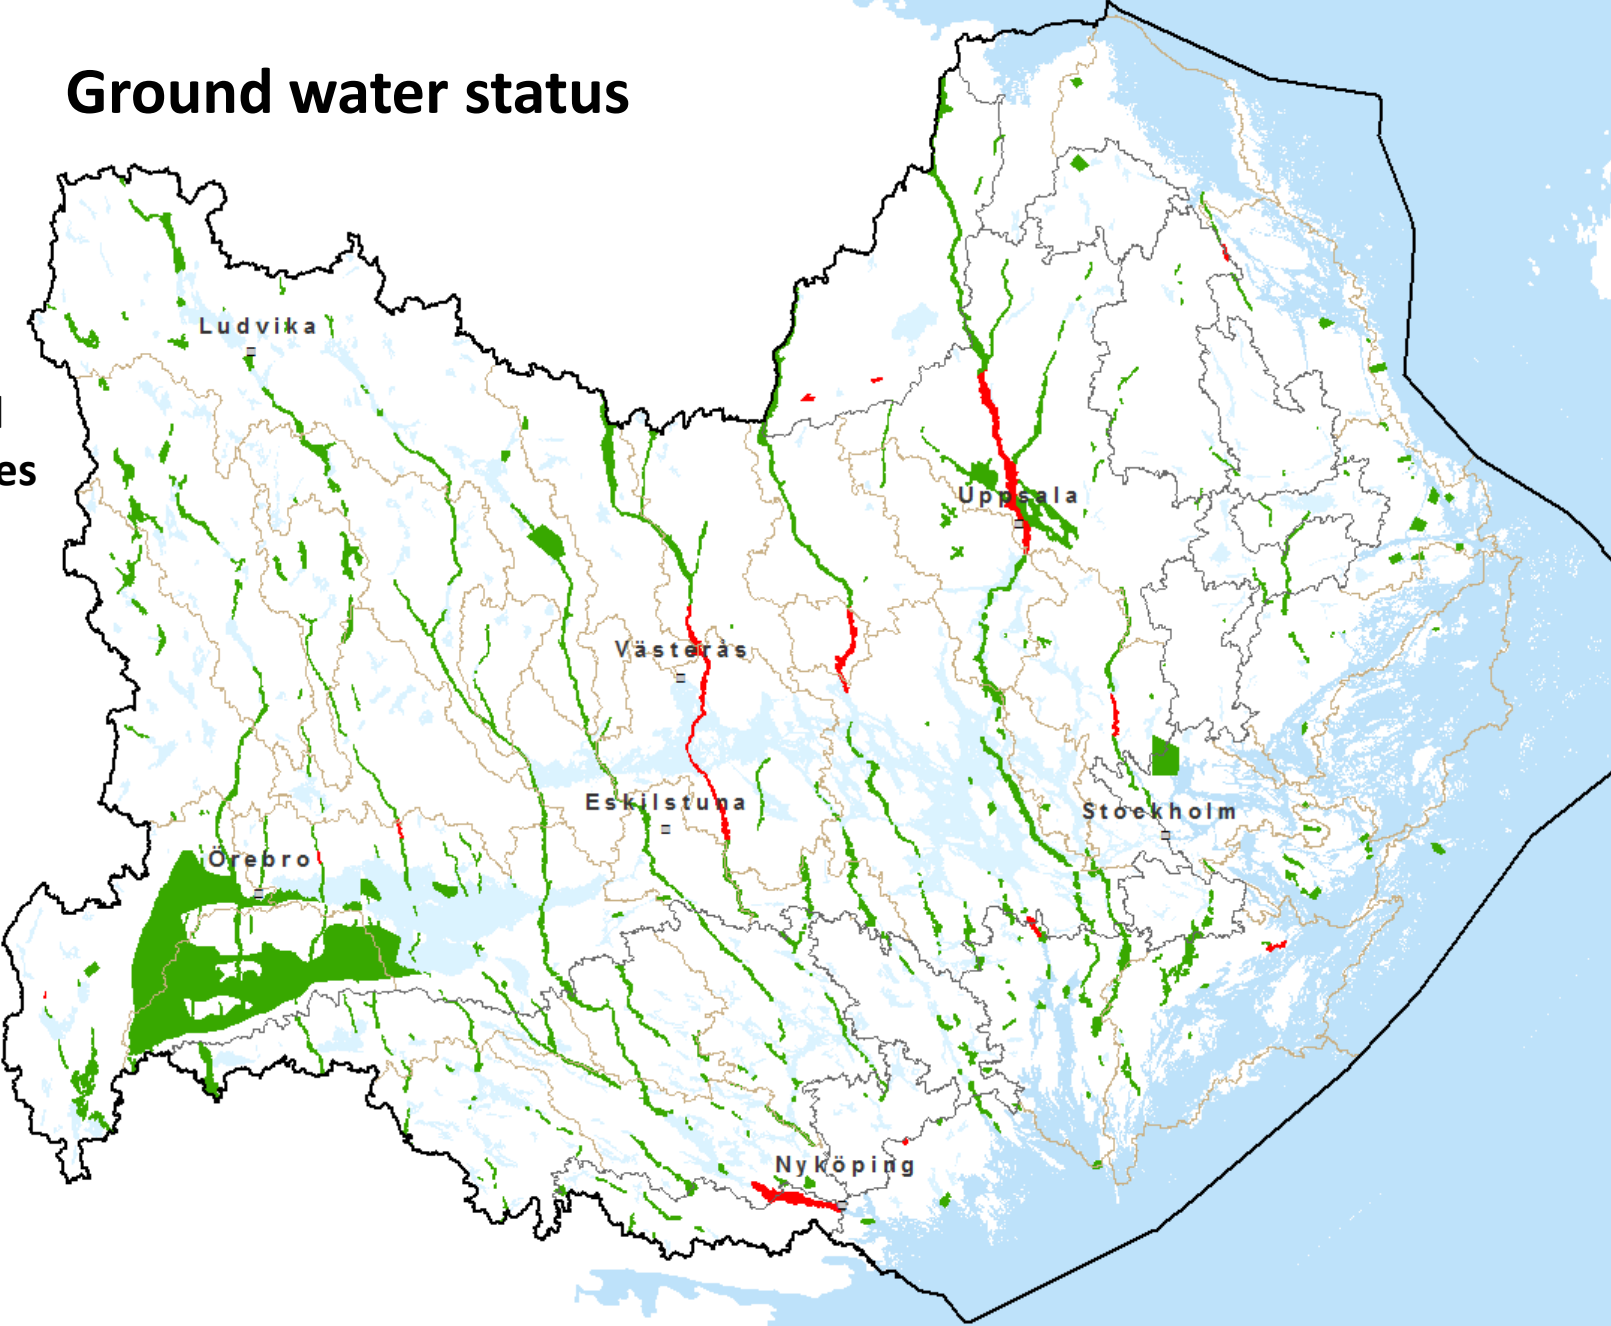 Ground water status
Ludvika
es
Uppsala
Västerås
Eskilstuna
Stockholm
Örebro
Nyköping